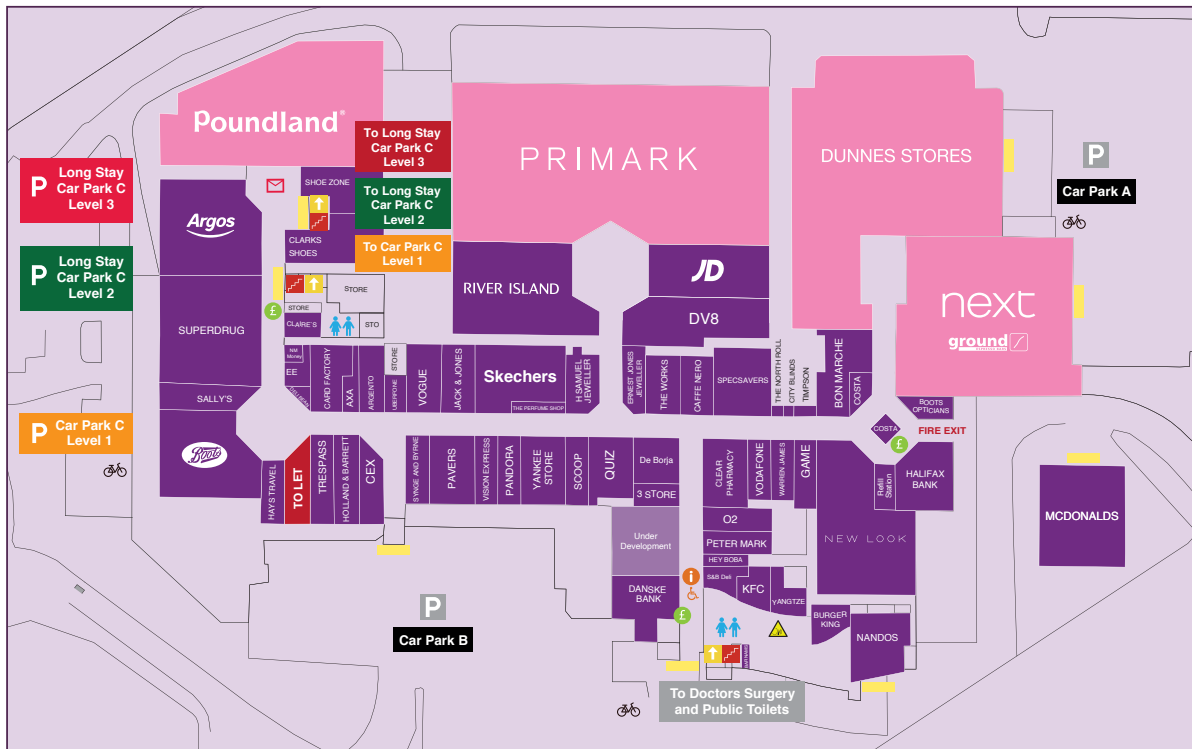 Poundland®
To Long Stay
Car Park C
Level 3
To Long Stay
Car Park C
Level 2
To Car Park C
Level 1
PRIMARK
DUNNES STORES
P
Car Park A
P
Long Stay
Car Park C
Level 3
P
Long Stay
Car Park C
Level 2
P
Car Park C
Level 1
SHOE ZONE
Argos
CLARKS
SHOES
STORE
STORE
STO
CLAIRE'S
£
SUPERDRUG
RIVER ISLAND
JD
DV8
next
ground
NM
Money
EE
SALLY'S
Boots
CARD FACTORY
AXA
ARGENTO
STORE
UBERFONE
VOGUE
JACK & JONES
Skechers
THE PERFUME SHOP
H SAMUEL
JEWELLER
ERNEST JONES
JEWELLER
THE WORKS
CAFFE NERO
SPECSAVERS
THE NORTH ROLL
CITY BLINDS
TIMPSON
BON MARCHE
COSTA
BOOTS
OPTICIANS
COSTA
FIRE EXIT
£
HAYS TRAVEL
TO LET
TRESPASS
HOLLAND & BARRETT
CEX
SYNGE AND BYRNE
PAVERS
VISION EXPRESS
PANDORA
YANKEE
STORE
SCOOP
QUIZ
De Borja
3 STORE
CLEAR
PHARMACY
VODAFONE
WARREN JAMES
GAME
Refill
Station
HALIFAX
BANK
MCDONALDS
O2
PETER MARK
HEY BOBA
NEW LOOK
Under
Development
DANSKE
BANK
i
£
S&B Deli
KFC
YANGTZE
BURGER
KING
NANDOS
P
Car Park B
To Doctors Surgery
and Public Toilets